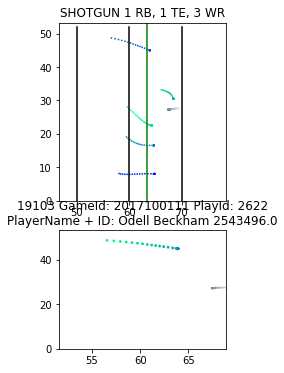 SHOTGUN 1 RB, 1 TE, 3 WR
50
40
30
20
10
0
50 60 70
19103 GameId: 2017100111 PlayId: 2622
PlayerName + ID: Odell Beckham 2543496.0
40
20
0
55 60 65